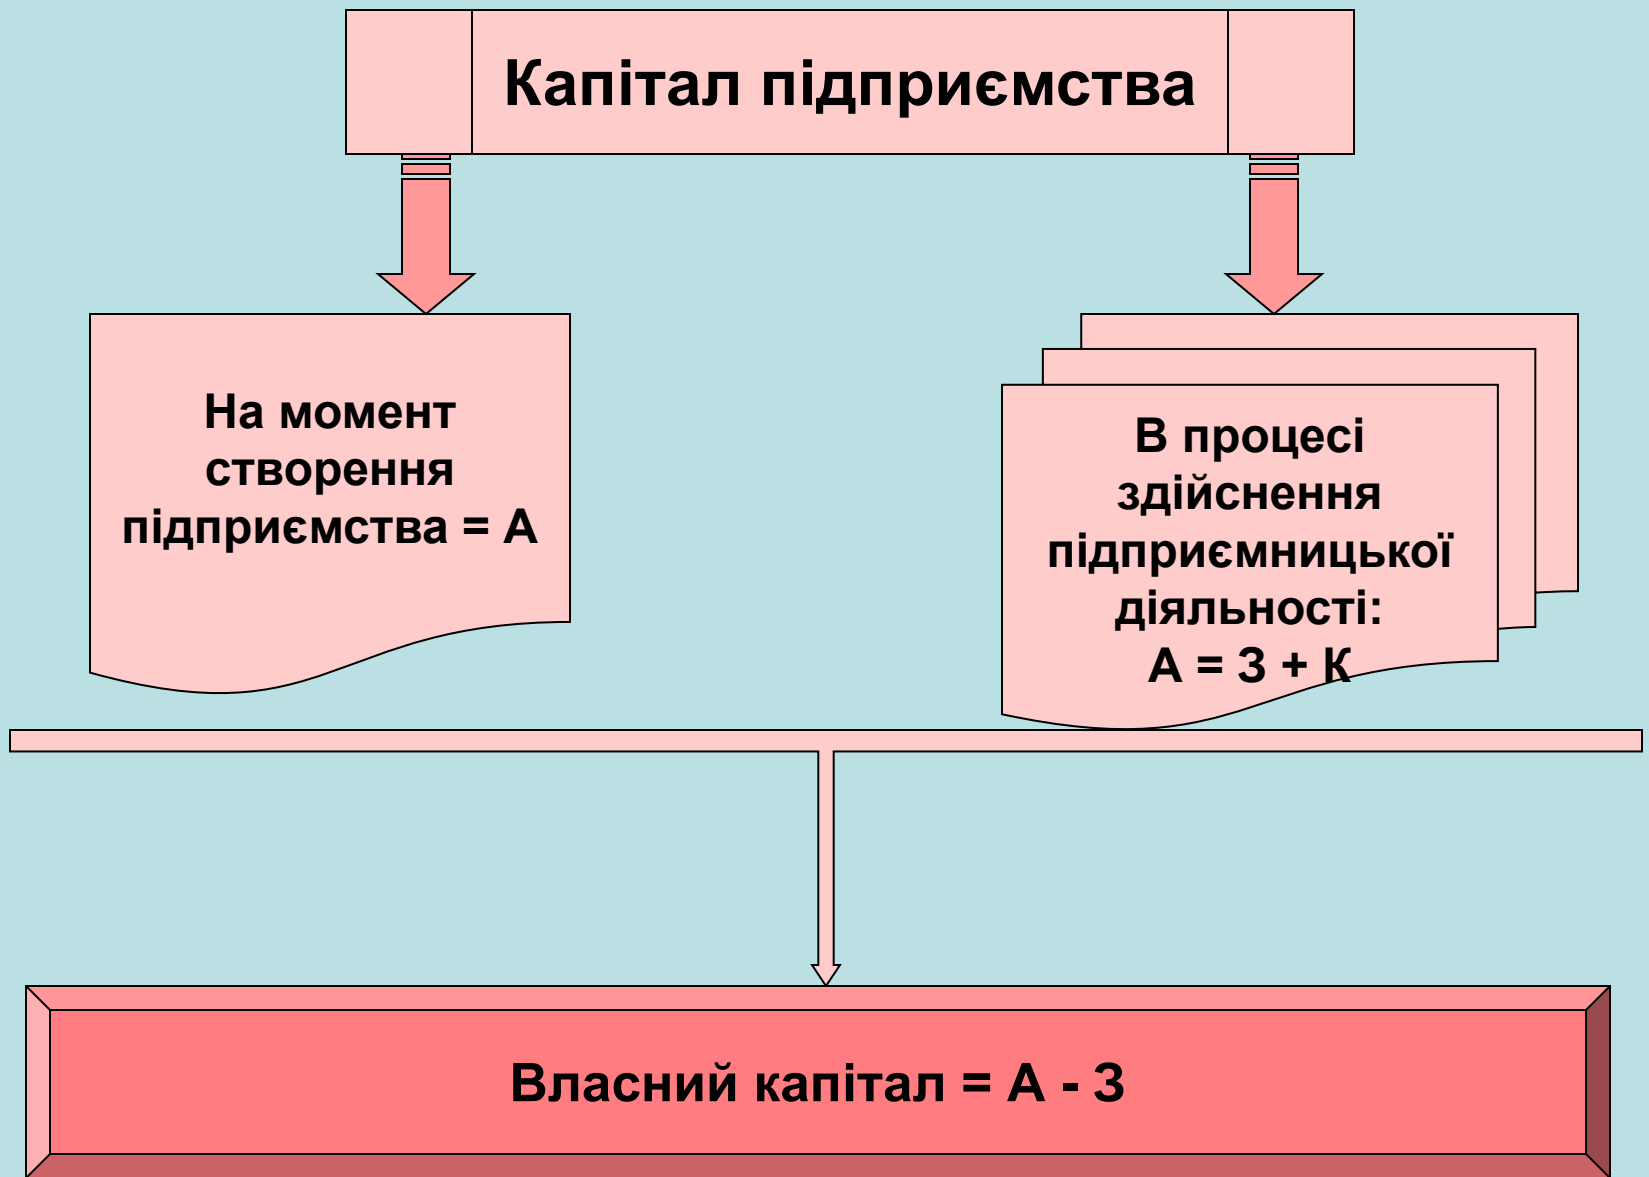 Капітал підприємства
На момент
створення
підприємства = А
В процесі
здійснення
підприємницької
діяльності:
А = З + К
Власний капітал = А - З